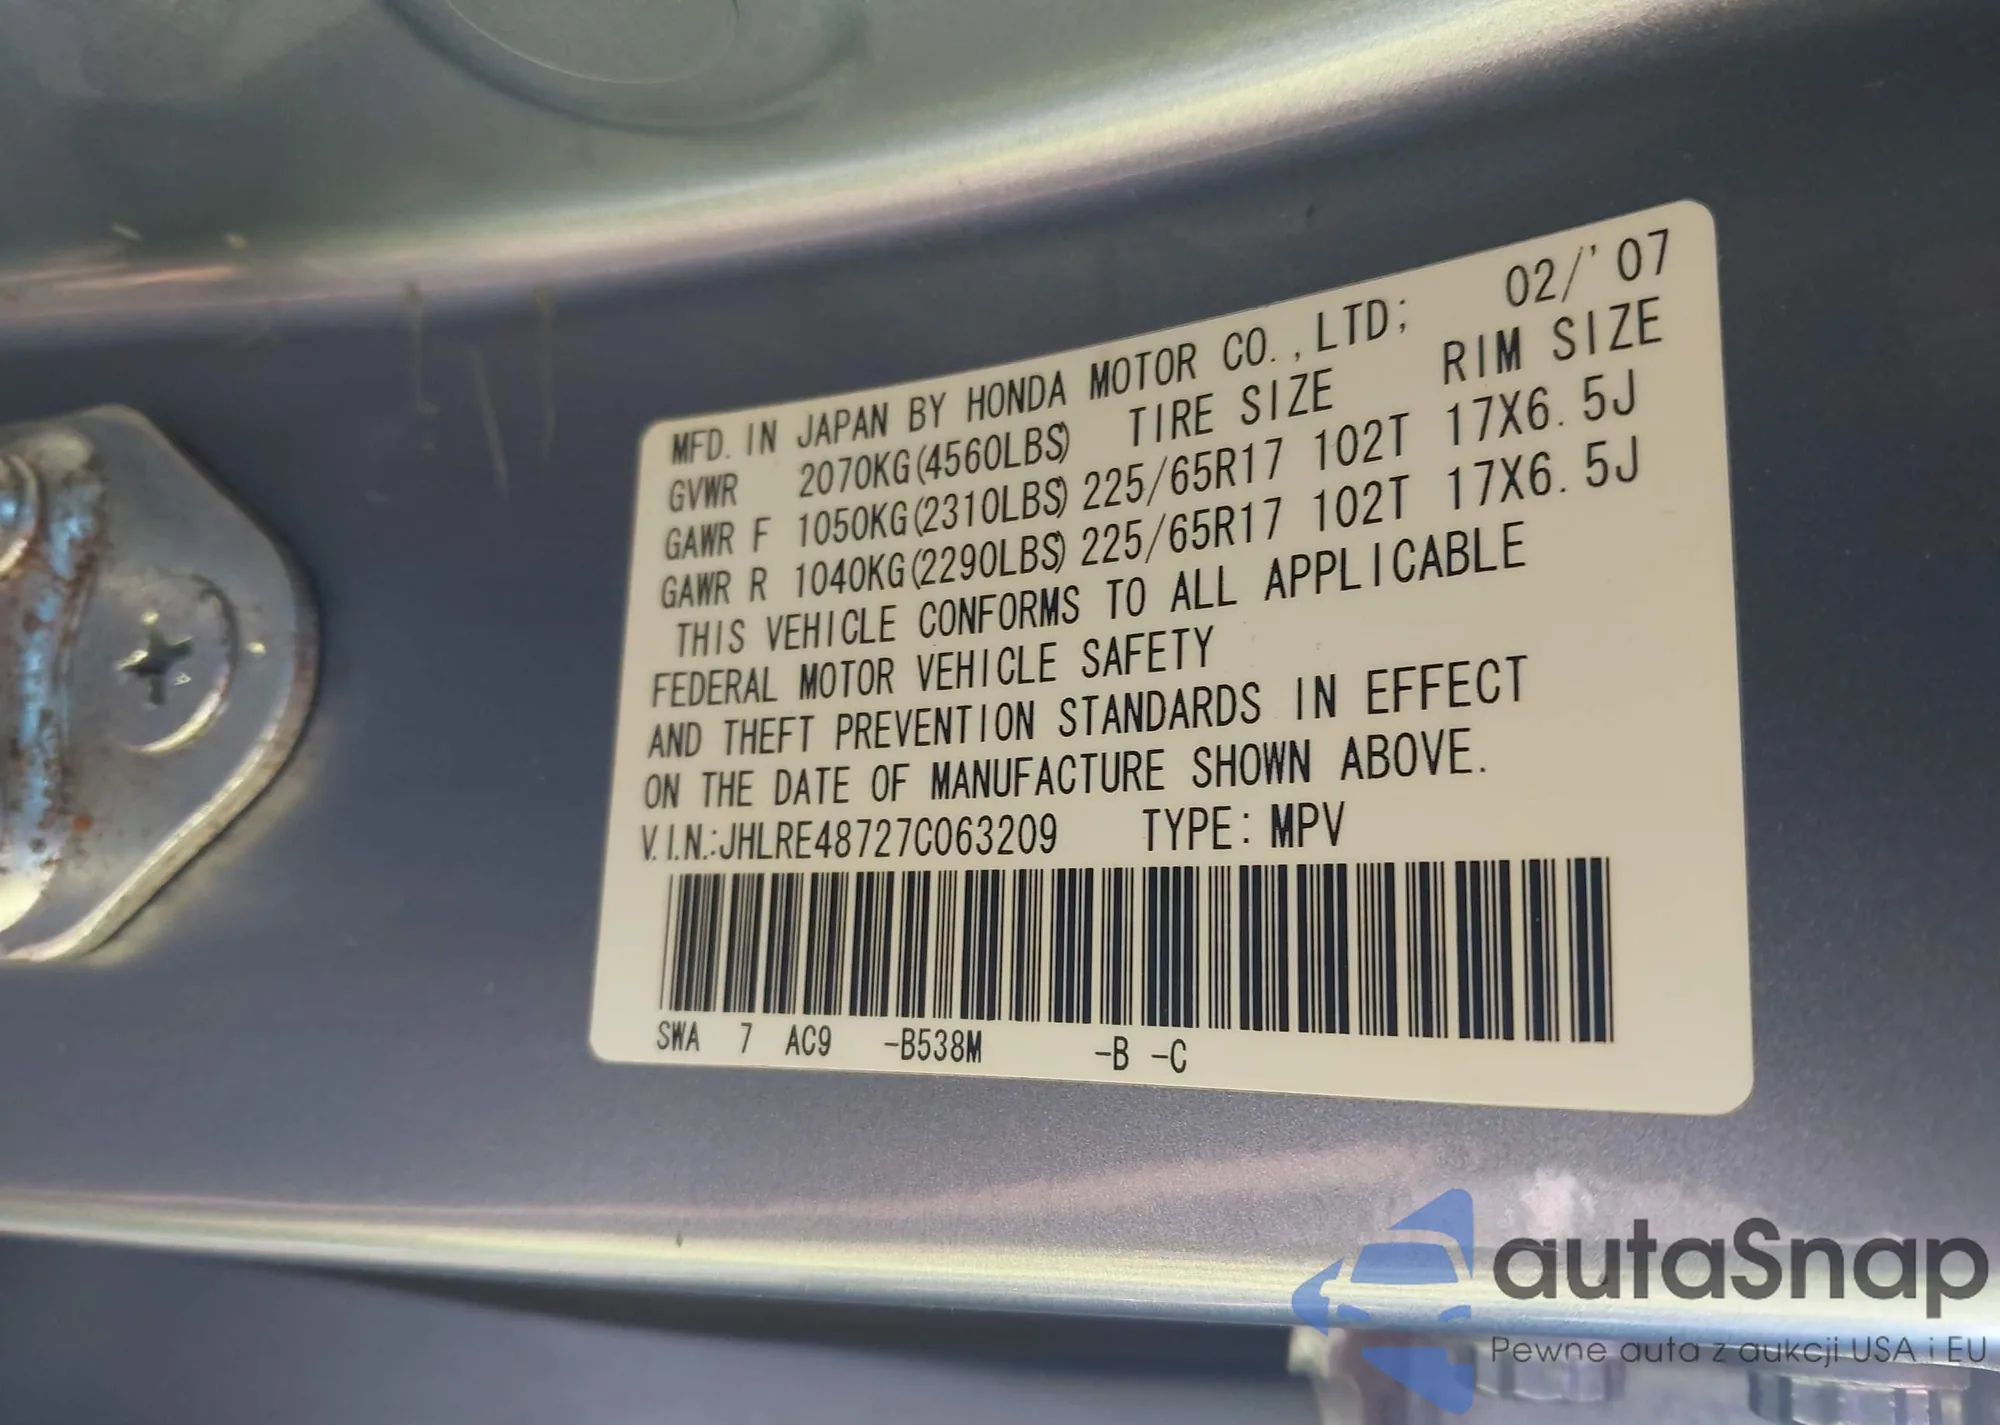 MFD. IN JAPAN BY HONDA MOTOR CO.,LTD; 02/'07
GVWR 2070KG(4560LBS) TIRE SIZE RIM SIZE
GAWR F 1050KG(2310LBS) 225/65R17 102T 17X6.5J
GAWR R 1040KG(2290LBS) 225/65R17 102T 17X6.5J
THIS VEHICLE CONFORMS TO ALL APPLICABLE
FEDERAL MOTOR VEHICLE SAFETY
AND THEFT PREVENTION STANDARDS IN EFFECT
ON THE DATE OF MANUFACTURE SHOWN ABOVE.
V.I.N.:JHLRE48727C063209 TYPE: MPV
SWA 7 AC9 -B538M -B -C
autaSnap
Pewne auta z aukcji USA i EU